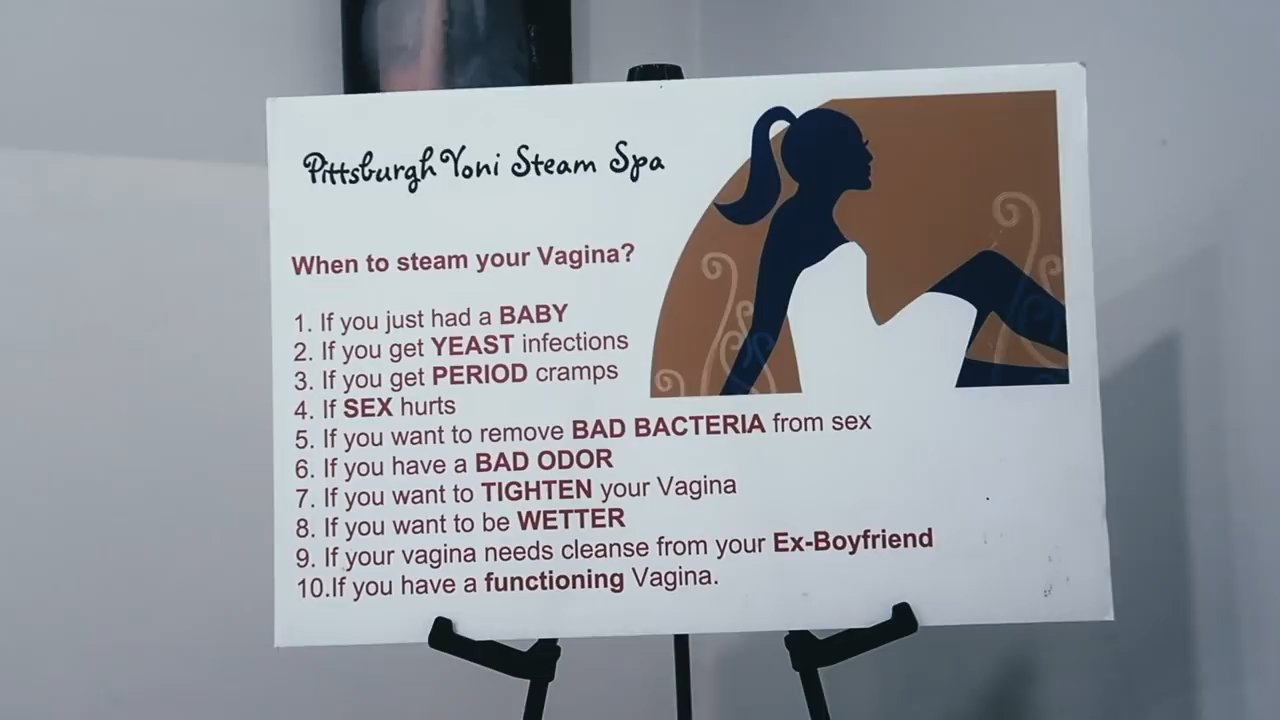 Pittsburgh Yoni Steam Spa
When to steam your Vagina?
1. If you just had a BABY
2. If you get YEAST infections
3. If you get PERIOD cramps
4. If SEX hurts
5. If you want to remove BAD BACTERIA from sex
6. If you have a BAD ODOR
7. If you want to TIGHTEN your Vagina
8. If you want to be WETTER
9. If your vagina needs cleanse from your Ex-Boyfriend
10.If you have a functioning Vagina.